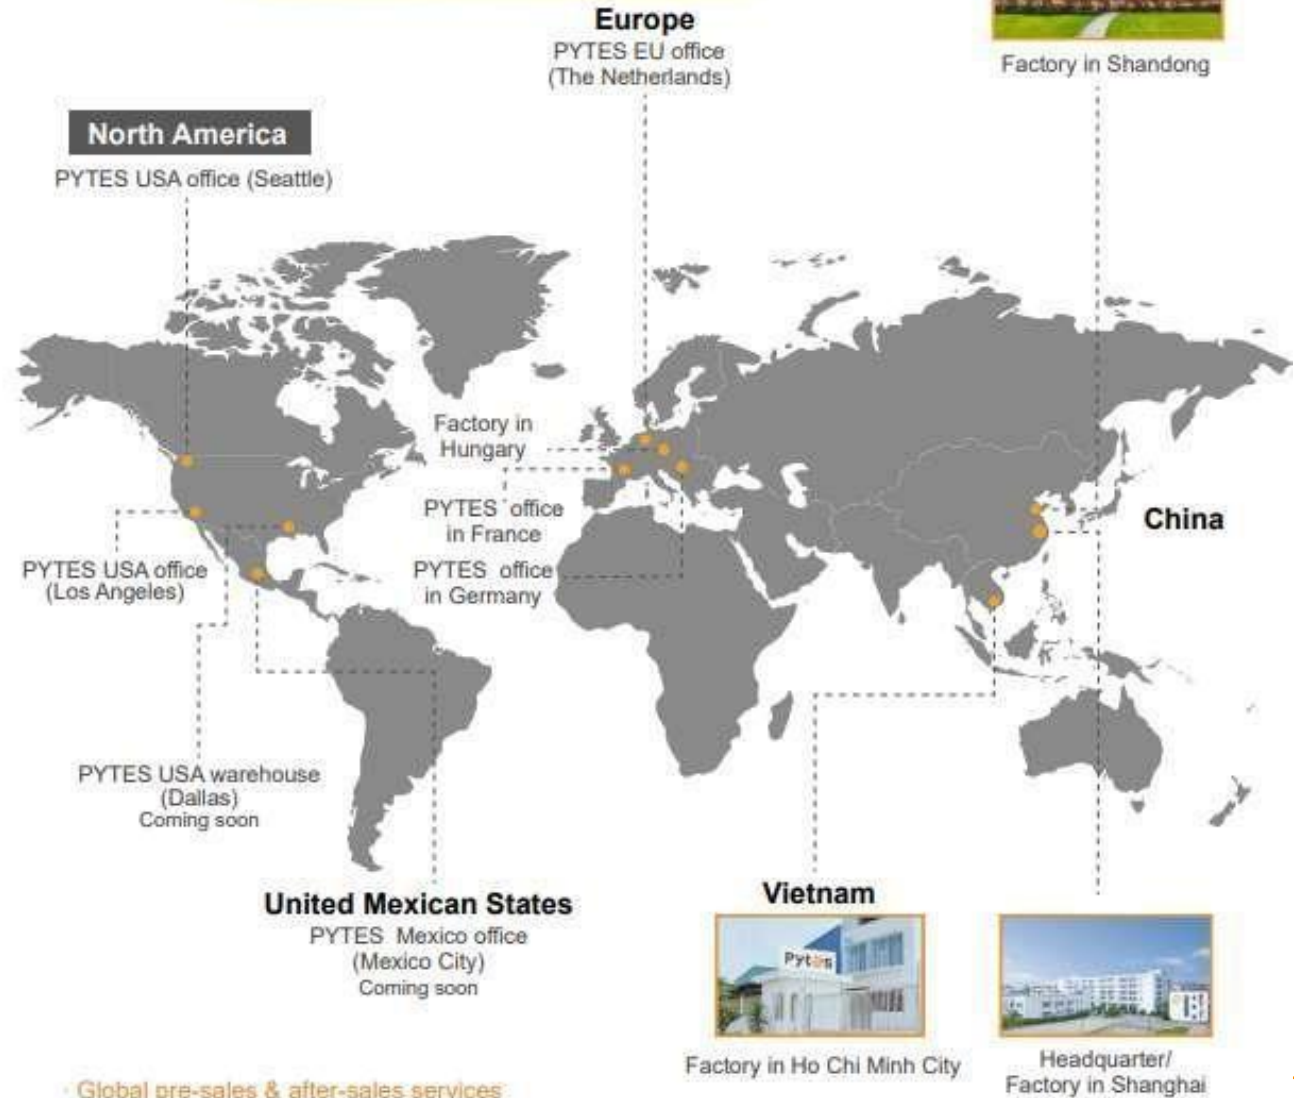 Europe
PYTES EU office
(The Netherlands)
Factory in Shandong
North America
PYTES USA office (Seattle)
Factory in
Hungary
PYTES office
in France
China
PYTES office
in Germany
PYTES USA office
(Los Angeles)
PYTES USA warehouse
(Dallas)
Coming soon
United Mexican States
PYTES Mexico office
(Mexico City)
Coming soon
Vietnam
Pytes
Factory in Ho Chi Minh City
Headquarter/
Factory in Shanghai
· Global pre-sales & after-sales services